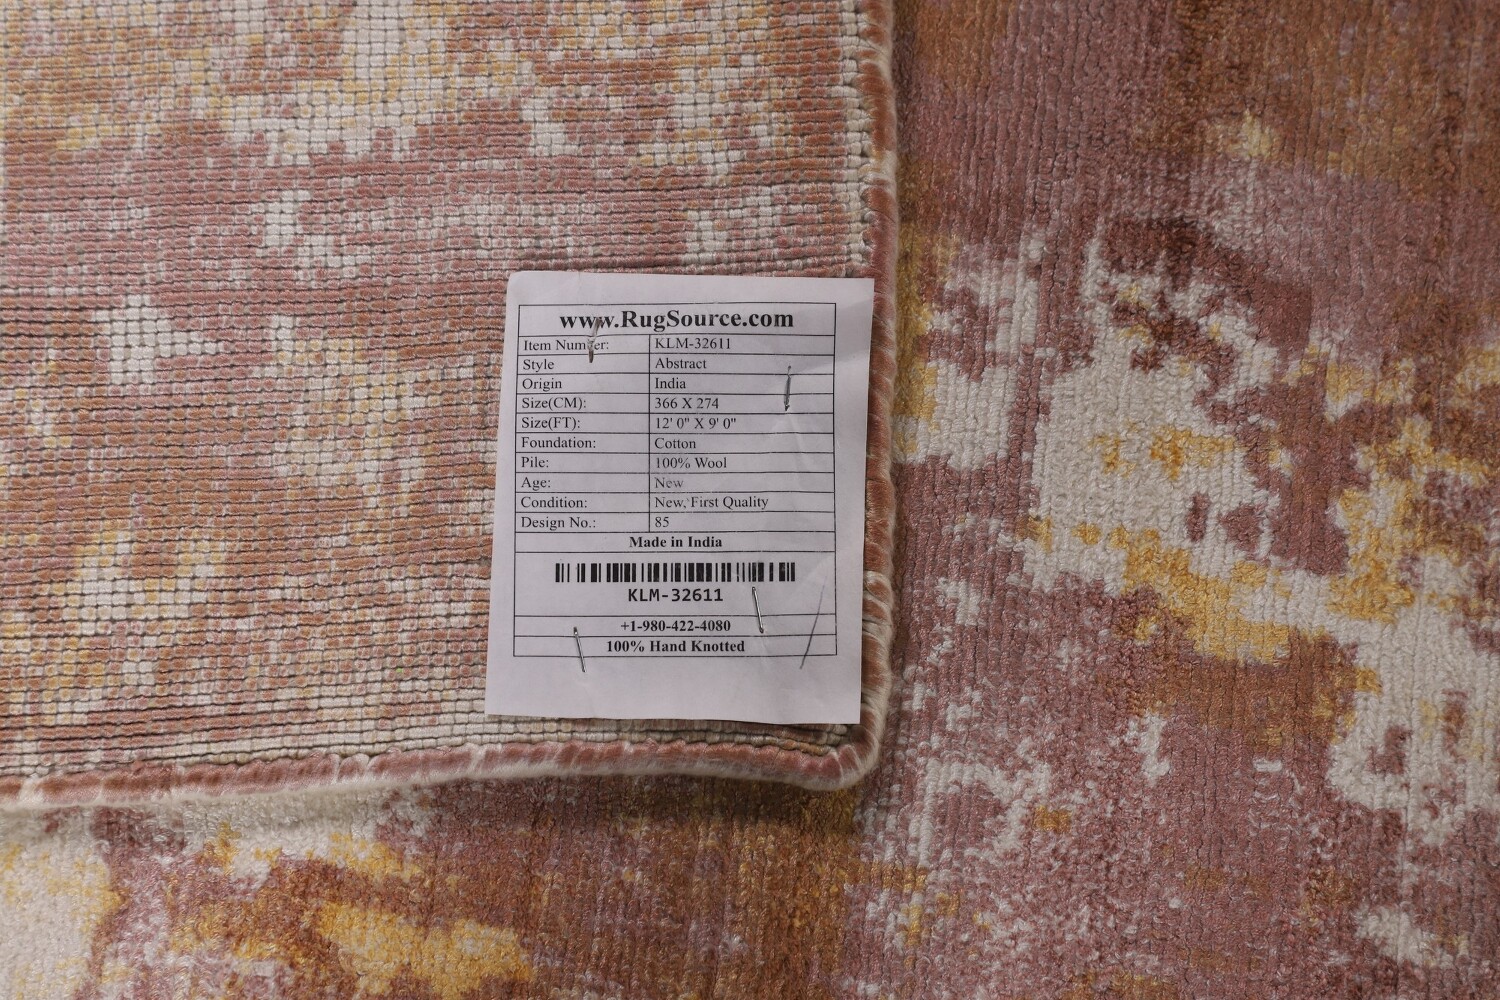 www.RugSource.com
Item Number: KLM-32611
Style Abstract
Origin India
Size(CM): 366 X 274
Size(FT): 12' 0" X 9' 0"
Foundation: Cotton
Pile: 100% Wool
Age: New
Condition: New, First Quality
Design No.: 85
Made in India
KLM-32611
+1-980-422-4080
100% Hand Knotted